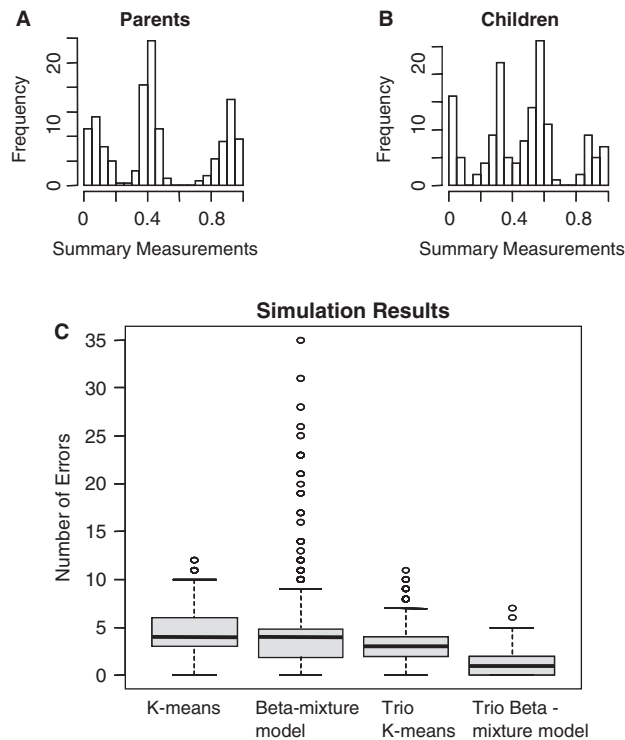 A
Parents
Frequency
20
10
0
0
0.4
0.8
Summary Measurements
B
Children
Frequency
20
10
0
0
0.4
0.8
Summary Measurements
C
Simulation Results
Number of Errors
35
30
25
20
15
10
5
0
K-means
Beta-mixture
model
Trio
K-means
Trio Beta -
mixture model